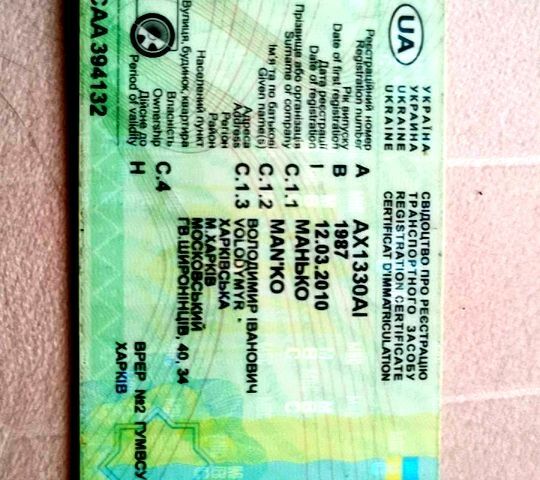 UA
УКРАЇНА
УКРАИНА
UKRAINE
UKRAINE
СВІДОЦТВО ПРО РЕЄСТРАЦІЮ
ТРАНСПОРТНОГО ЗАСОБУ
REGISTRATION CERTIFICATE
CERTIFICAT D'IMMATRICULATION
Реєстраційний номер
Registration number A AX1330AI
Рік випуску
Date of first registration B 1987
Дата реєстрації
Date of registration I 12.03.2010
Прізвище або організація C.1.1 МАНЬКО
Surname of company MAN'KO
Ім'я та по батькові C.1.2 ВОЛОДИМИР ІВАНОВИЧ
Given name(s) VOLODYMYR
Адреса C.1.3 ХАРКІВСЬКА
Address
Регіон М.ХАРКІВ
Район МОСКОВСЬКИЙ
Населений пункт
Вулиця, будинок, квартира ГВ.ШИРОНІНЦІВ, 40, 34
Власність
Ownership C.4
Дійсне до
Period of validity H
ВРЕР №2 ГУМВСУ
ХАРКІВ
САА 394132